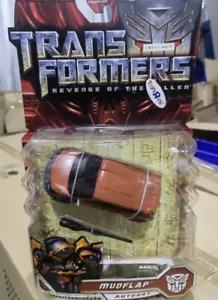 TRANSFORMERS
REVENGE OF THE FALLEN
MUDFLAP
AUTOBOT